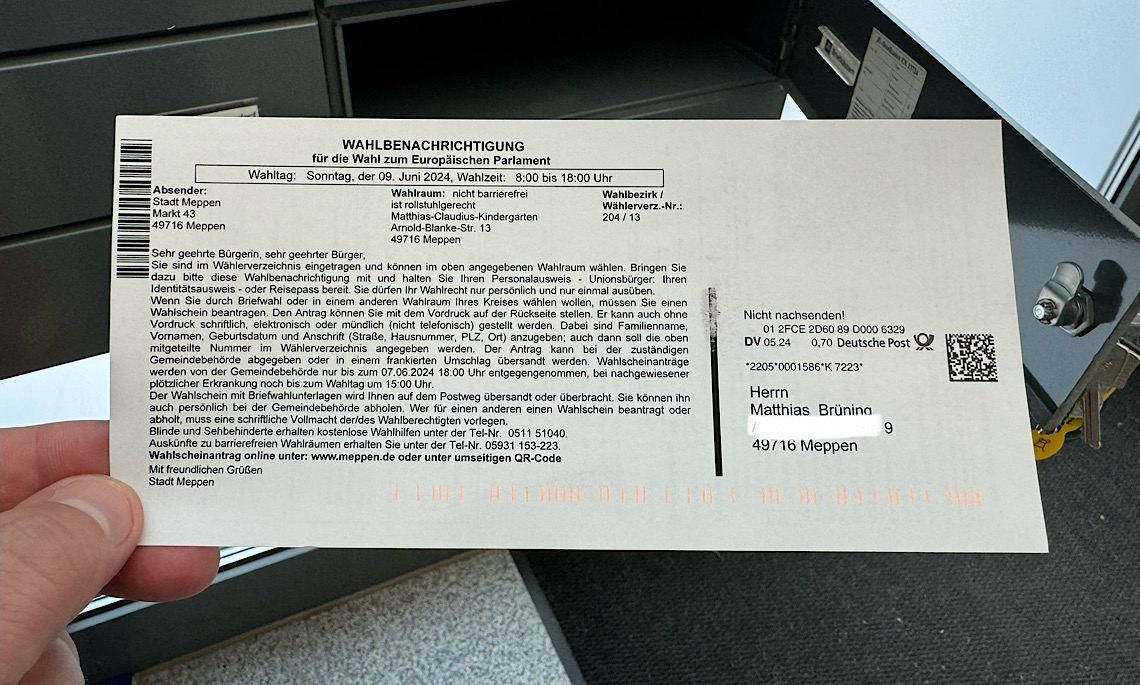 WAHLBENACHRICHTIGUNG
für die Wahl zum Europäischen Parlament
Wahltag: Sonntag, der 09. Juni 2024, Wahlzeit: 8:00 bis 18:00 Uhr
Absender:
Stadt Meppen
Markt 43
49716 Meppen
Wahlraum: nicht barrierefrei
ist rollstuhlgerecht
Matthias-Claudius-Kindergarten
Arnold-Blanke-Str. 13
49716 Meppen
Wahlbezirk /
Wählerverz.-Nr.:
204 / 13
Sehr geehrte Bürgerin, sehr geehrter Bürger,
Sie sind im Wählerverzeichnis eingetragen und können im oben angegebenen Wahlraum wählen. Bringen Sie
dazu bitte diese Wahlbenachrichtigung mit und halten Sie Ihren Personalausweis - Unionsbürger: Ihren
Identitätsausweis - oder Reisepass bereit. Sie dürfen Ihr Wahlrecht nur persönlich und nur einmal ausüben.
Wenn Sie durch Briefwahl oder in einem anderen Wahlraum Ihres Kreises wählen wollen, müssen Sie einen
Wahlschein beantragen. Den Antrag können Sie mit dem Vordruck auf der Rückseite stellen. Er kann auch ohne
Vordruck schriftlich, elektronisch oder mündlich (nicht telefonisch) gestellt werden. Dabei sind Familienname,
Vornamen, Geburtsdatum und Anschrift (Straße, Hausnummer, PLZ, Ort) anzugeben; auch dann soll die oben
mitgeteilte Nummer im Wählerverzeichnis angegeben werden. Der Antrag kann bei der zuständigen
Gemeindebehörde abgegeben oder in einem frankierten Umschlag übersandt werden. Wahlscheinanträge
werden von der Gemeindebehörde nur bis zum 07.06.2024 18:00 Uhr entgegengenommen, bei nachgewiesener
plötzlicher Erkrankung noch bis zum Wahltag um 15:00 Uhr.
Der Wahlschein mit Briefwahlunterlagen wird Ihnen auf dem Postweg übersandt oder überbracht. Sie können ihn
auch persönlich bei der Gemeindebehörde abholen. Wer für einen anderen einen Wahlschein beantragt oder
abholt, muss eine schriftliche Vollmacht der/des Wahlberechtigten vorlegen.
Blinde und Sehbehinderte erhalten kostenlose Wahlhilfen unter der Tel-Nr. 0511 51040.
Auskünfte zu barrierefreien Wahlräumen erhalten Sie unter der Tel-Nr. 05931 153-223.
Wahlscheinantrag online unter: www.meppen.de oder unter umseitigen QR-Code
Mit freundlichen Grüßen
Stadt Meppen
Nicht nachsenden!
01 2FCE 2D60 89 D000 6329
DV 05.24 0,70 Deutsche Post
*2205*0001586*K 7223*
Herrn
Matthias Brüning
9
49716 Meppen